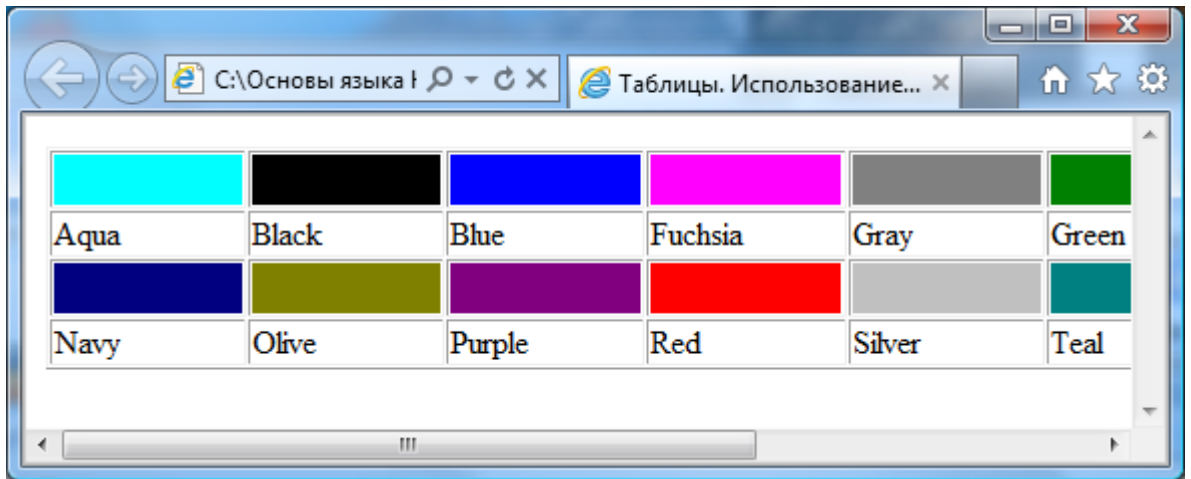 C:\Основы языка Таблицы. Использование...
Aqua Black Blue Fuchsia Gray Green
Navy Olive Purple Red Silver Teal